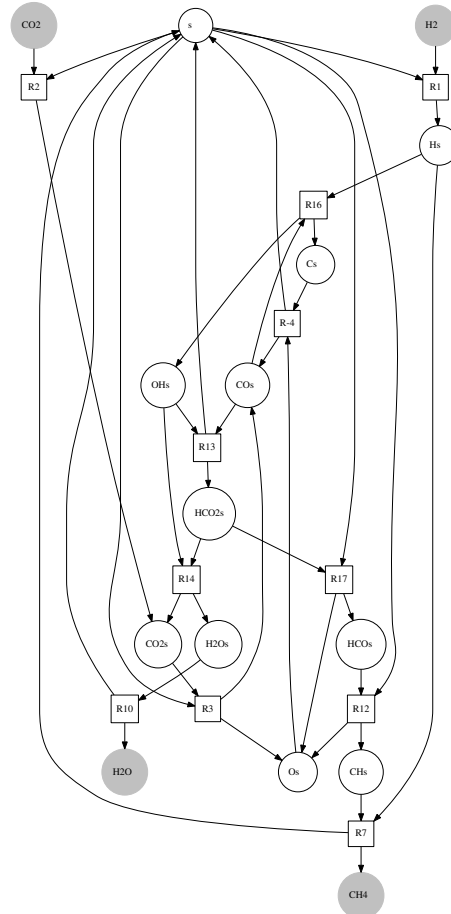 CO2
s
H2
R2
R1
Hs
R16
Cs
R-4
OHs
COs
R13
HCO2s
R14
R17
CO2s
H2Os
HCOs
R10
R3
R12
H2O
Os
CHs
R7
CH4